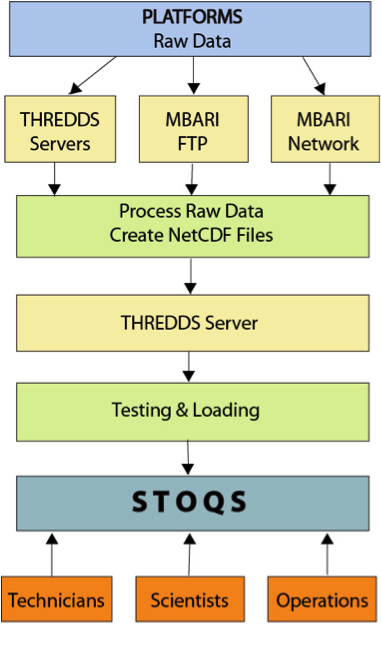 PLATFORMS
Raw Data
THREDDS
Servers
MBARI
FTP
MBARI
Network
Process Raw Data
Create NetCDF Files
THREDDS Server
Testing & Loading
STOQS
Technicians
Scientists
Operations